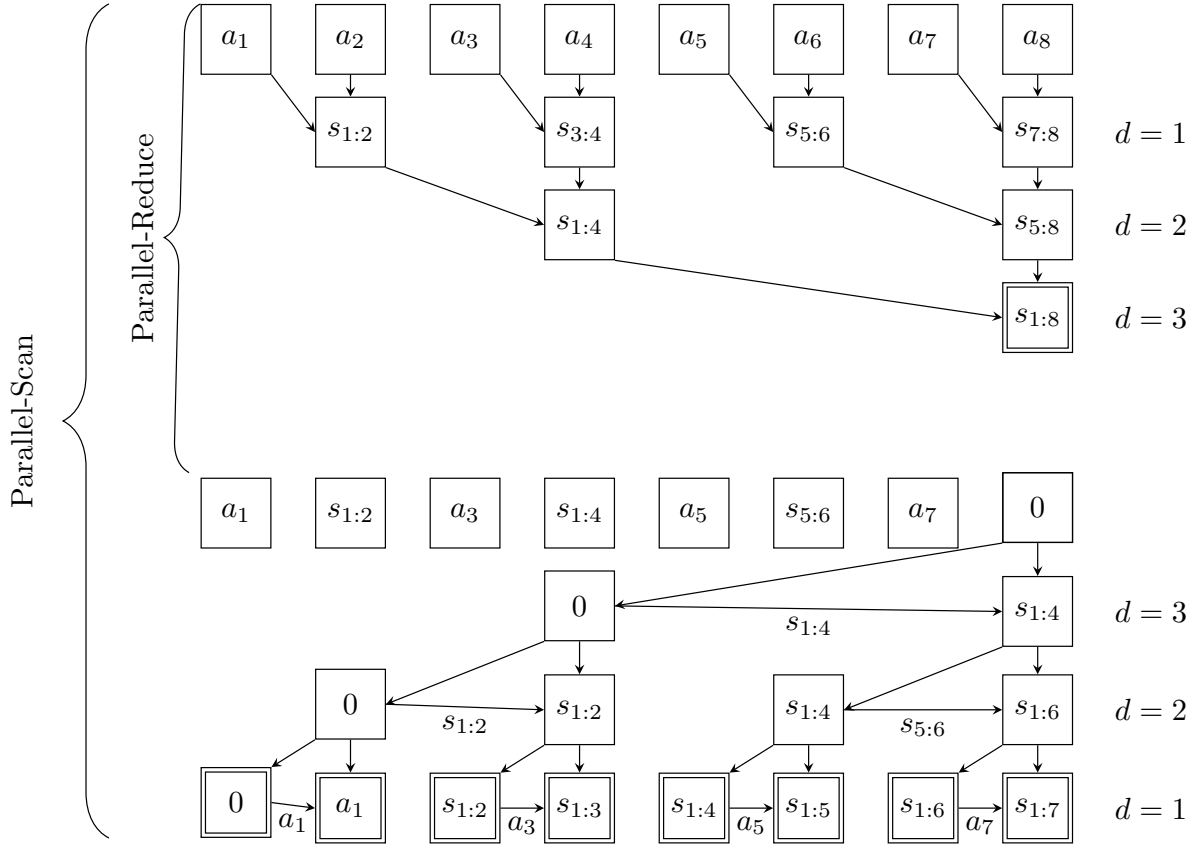 a1 a2 a3 a4 a5 a6 a7 a8
s1:2 s3:4 s5:6 s7:8 d = 1
s1:4 s5:8 d = 2
s1:8 d = 3
Parallel-Reduce
Parallel-Scan
a1 s1:2 a3 s1:4 a5 s5:6 a7 0
0 s1:4 s1:4 d = 3
0 s1:2 s1:2 s1:4 s5:6 s1:6 d = 2
0 a1 a1 s1:2 a3 s1:3 s1:4 a5 s1:5 s1:6 a7 s1:7 d = 1